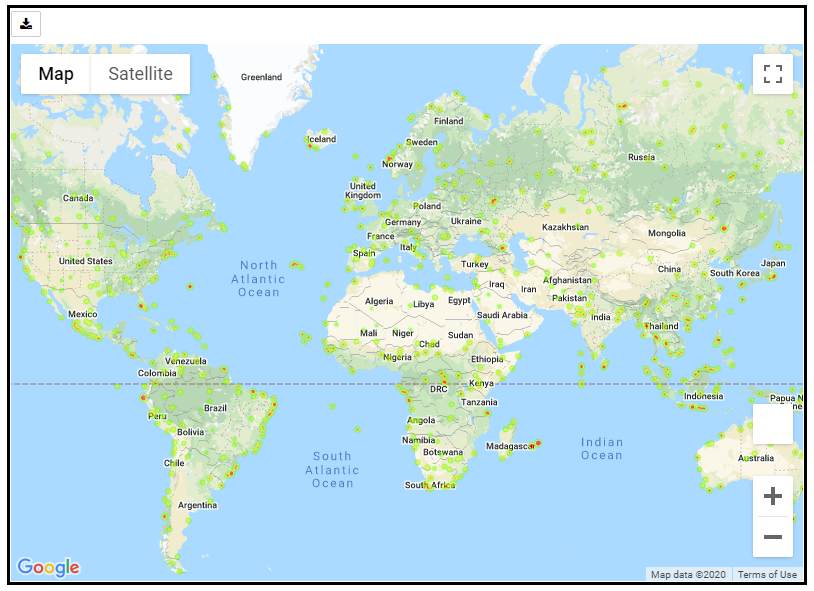 Map
Satellite
Greenland
Iceland
Finland
Sweden
Norway
Russia
United
Kingdom
Canada
Poland
Germany
Ukraine
Kazakhstan
France
Mongolia
Italy
Spain
United States
North
Atlantic
Ocean
Turkey
China
Japan
South Korea
Iraq
Iran
Afghanistan
Pakistan
Algeria
Libya
Egypt
Mexico
Saudi Arabia
India
Thailand
Mali
Niger
Chad
Sudan
Nigeria
Ethiopia
Venezuela
Colombia
DRC
Kenya
Indonesia
Papua N
Tanzania
Brazil
Peru
Angola
Bolivia
Namibia
Botswana
Madagascar
Indian
Ocean
South
Atlantic
Ocean
Chile
Australia
South Africa
Argentina
Google
Map data ©2020
Terms of Use